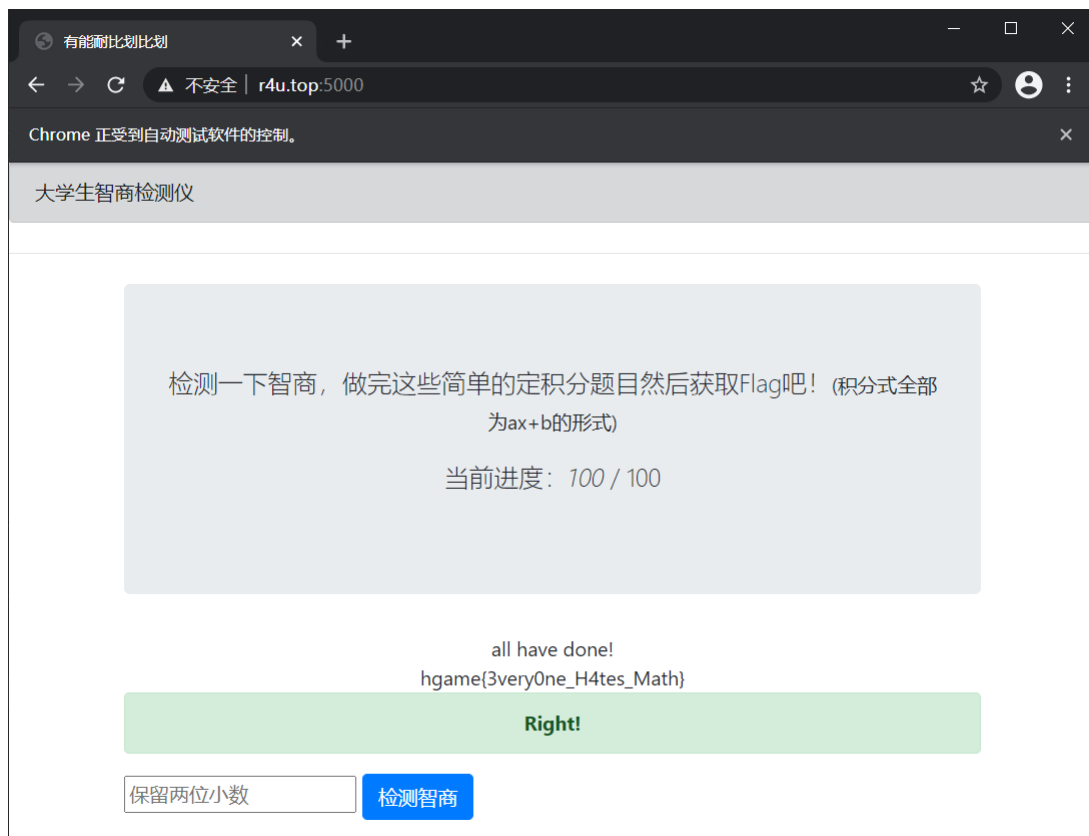 有能耐比划比划
不安全 r4u.top:5000
Chrome 正受到自动测试软件的控制。
大学生智商检测仪
检测一下智商，做完这些简单的定积分题目然后获取Flag吧！(积分式全部
为ax+b的形式)
当前进度：100 / 100
all have done!
hgame{3very0ne_H4tes_Math}
Right!
保留两位小数 检测智商